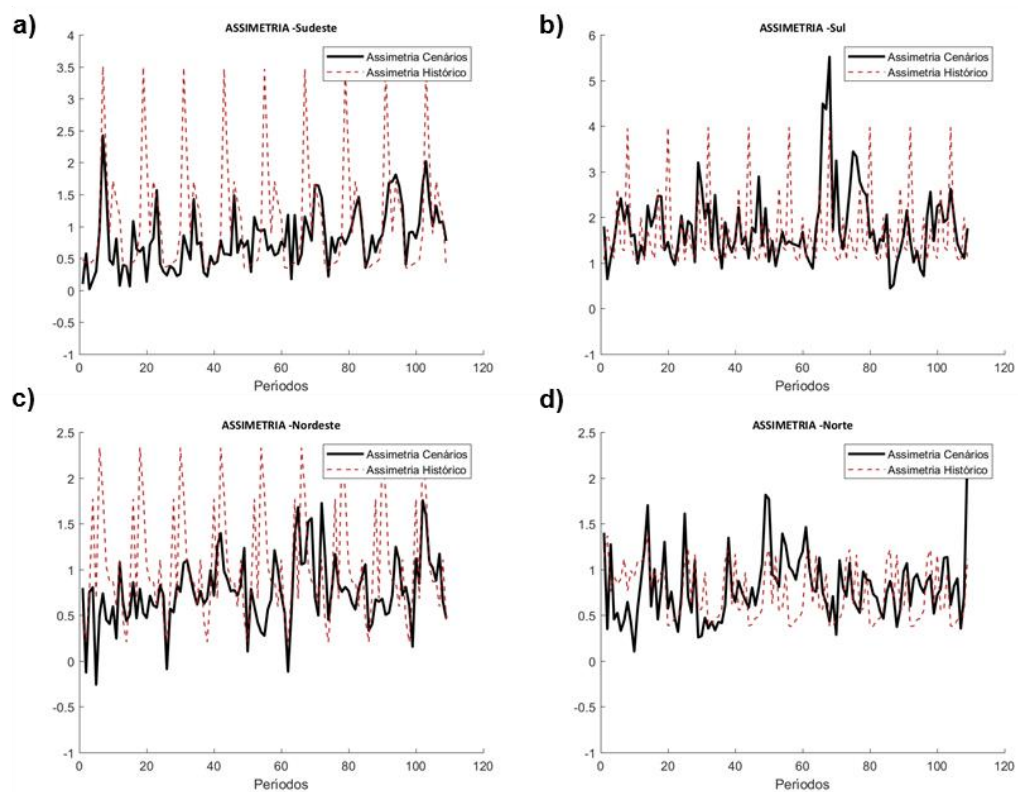 a)
ASSIMETRIA -Sudeste
Assimetria Cenários
Assimetria Histórico
4
3.5
3
2.5
2
1.5
1
0.5
0
-0.5
-1
0 20 40 60 80 100 120
Periodos
b)
ASSIMETRIA -Sul
Assimetria Cenários
Assimetria Histórico
6
5
4
3
2
1
0
-1
0 20 40 60 80 100 120
Periodos
c)
ASSIMETRIA -Nordeste
Assimetria Cenários
Assimetria Histórico
2.5
2
1.5
1
0.5
0
-0.5
-1
0 20 40 60 80 100 120
Periodos
d)
ASSIMETRIA -Norte
Assimetria Cenários
Assimetria Histórico
2.5
2
1.5
1
0.5
0
-0.5
-1
0 20 40 60 80 100 120
Periodos